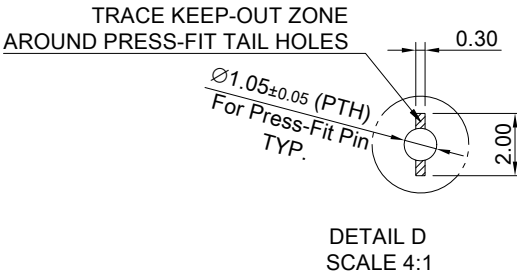 TRACE KEEP-OUT ZONE
AROUND PRESS-FIT TAIL HOLES
0.30
∅1.05±0.05 (PTH)
For Press-Fit Pin
TYP.
2.00
DETAIL D
SCALE 4:1